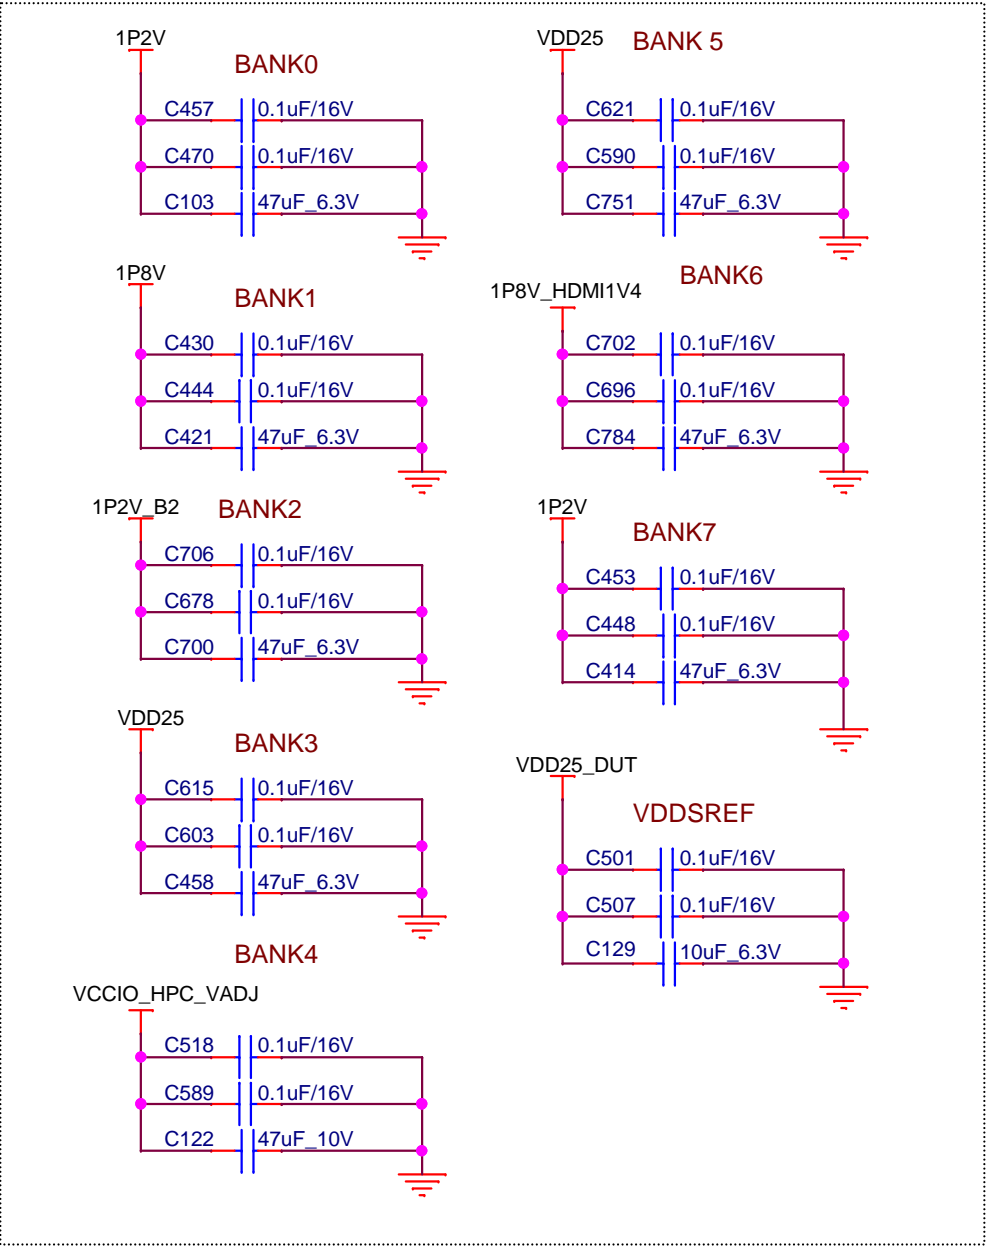 1P2V
BANK0
C457 0.1uF/16V
C470 0.1uF/16V
C103 47uF_6.3V
1P8V
BANK1
C430 0.1uF/16V
C444 0.1uF/16V
C421 47uF_6.3V
1P2V_B2
BANK2
C706 0.1uF/16V
C678 0.1uF/16V
C700 47uF_6.3V
VDD25
BANK3
C615 0.1uF/16V
C603 0.1uF/16V
C458 47uF_6.3V
BANK4
VCCIO_HPC_VADJ
C518 0.1uF/16V
C589 0.1uF/16V
C122 47uF_10V
VDD25
BANK 5
C621 0.1uF/16V
C590 0.1uF/16V
C751 47uF_6.3V
BANK6
1P8V_HDMI1V4
C702 0.1uF/16V
C696 0.1uF/16V
C784 47uF_6.3V
1P2V
BANK7
C453 0.1uF/16V
C448 0.1uF/16V
C414 47uF_6.3V
VDD25_DUT
VDDSREF
C501 0.1uF/16V
C507 0.1uF/16V
C129 10uF_6.3V